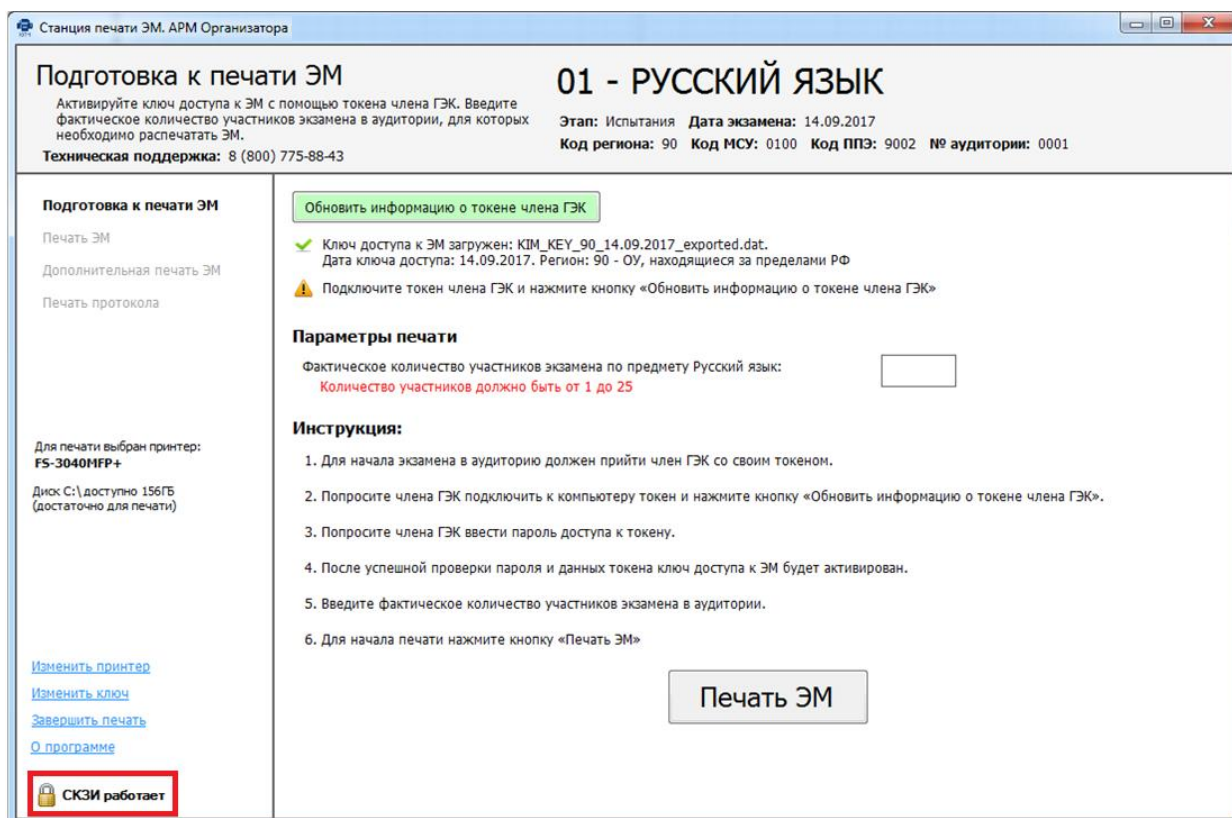 Станция печати ЭМ. АРМ Организатора
Подготовка к печати ЭМ
Активируйте ключ доступа к ЭМ с помощью токена члена ГЭК. Введите
фактическое количество участников экзамена в аудитории, для которых
необходимо распечатать ЭМ.
Техническая поддержка: 8 (800) 775-88-43
01 - РУССКИЙ ЯЗЫК
Этап: Испытания Дата экзамена: 14.09.2017
Код региона: 90 Код МСУ: 0100 Код ППЭ: 9002 № аудитории: 0001
Подготовка к печати ЭМ
Печать ЭМ
Дополнительная печать ЭМ
Печать протокола
Для печати выбран принтер:
FS-3040MFP+
Диск C:\ доступно 156ГБ
(достаточно для печати)
Изменить принтер
Изменить ключ
Завершить печать
О программе
СКЗИ работает
Обновить информацию о токене члена ГЭК
Ключ доступа к ЭМ загружен: KIM_KEY_90_14.09.2017_exported.dat.
Дата ключа доступа: 14.09.2017. Регион: 90 - ОУ, находящиеся за пределами РФ
Подключите токен члена ГЭК и нажмите кнопку «Обновить информацию о токене члена ГЭК»
Параметры печати
Фактическое количество участников экзамена по предмету Русский язык:
Количество участников должно быть от 1 до 25
Инструкция:
1. Для начала экзамена в аудиторию должен прийти член ГЭК со своим токеном.
2. Попросите члена ГЭК подключить к компьютеру токен и нажмите кнопку «Обновить информацию о токене члена ГЭК».
3. Попросите члена ГЭК ввести пароль доступа к токену.
4. После успешной проверки пароля и данных токена ключ доступа к ЭМ будет активирован.
5. Введите фактическое количество участников экзамена в аудитории.
6. Для начала печати нажмите кнопку «Печать ЭМ»
Печать ЭМ